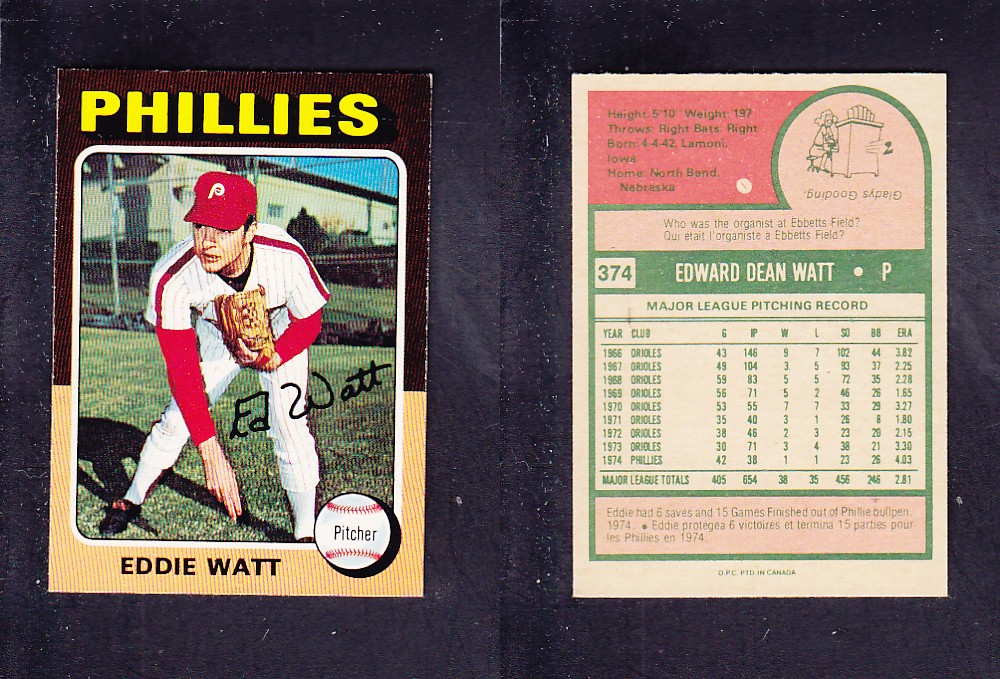 PHILLIES
P
Ed Watt
Pitcher
EDDIE WATT
Height: 5'10" Weight: 197
Throws: Right Bats: Right
Born: 4-4-42, Lamoni,
Iowa
Home: North Bend,
Nebraska
Gladys Gooding
Who was the organist at Ebbetts Field?
Qui était l'organiste a Ebbetts Field?
374 EDWARD DEAN WATT • P
MAJOR LEAGUE PITCHING RECORD
YEAR CLUB G IP W L SO BB ERA
1966 ORIOLES 43 146 9 7 102 44 3.82
1967 ORIOLES 49 104 3 5 93 37 2.25
1968 ORIOLES 59 83 5 5 72 35 2.28
1969 ORIOLES 56 71 5 2 46 26 1.65
1970 ORIOLES 53 55 7 7 33 29 3.27
1971 ORIOLES 35 40 3 1 26 8 1.80
1972 ORIOLES 38 46 2 3 23 20 2.15
1973 ORIOLES 30 71 3 4 38 21 3.30
1974 PHILLIES 42 38 1 1 23 26 4.03
MAJOR LEAGUE TOTALS 405 654 38 35 456 246 2.81
Eddie had 6 saves and 15 Games Finished out of Phillie bullpen,
1974. • Eddie protegea 6 victoires et termina 15 parties pour
les Phillies en 1974.
O.P.C. PTD. IN CANADA